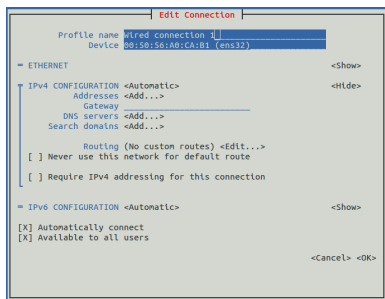 Edit Connection
Profile name Wired connection 1
Device 00:50:56:A0:CA:B1 (ens32)
= ETHERNET <Show>
= IPv4 CONFIGURATION <Automatic> <Hide>
Addresses <Add...>
Gateway
DNS servers <Add...>
Search domains <Add...>
Routing (No custom routes) <Edit...>
[ ] Never use this network for default route
[ ] Require IPv4 addressing for this connection
= IPv6 CONFIGURATION <Automatic> <Show>
[X] Automatically connect
[X] Available to all users
<Cancel> <OK>